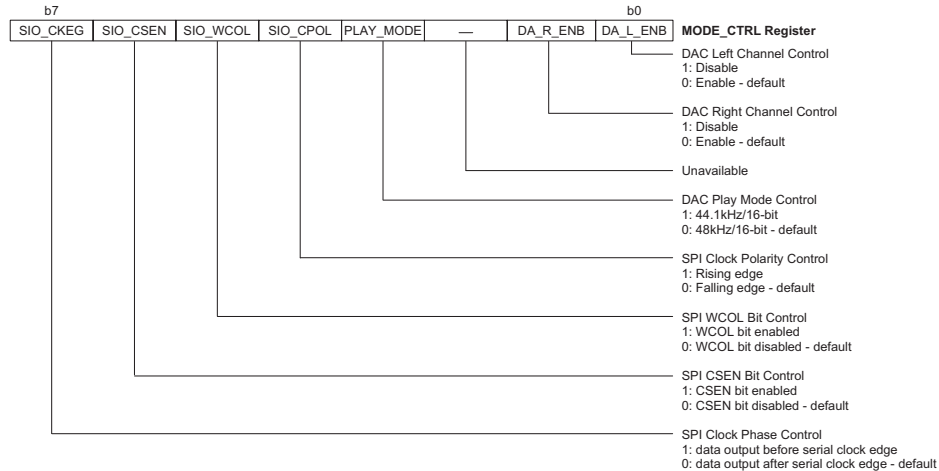 b7 b0
SIO_CKEG SIO_CSEN SIO_WCOL SIO_CPOL PLAY_MODE — DA_R_ENB DA_L_ENB MODE_CTRL Register
DAC Left Channel Control
1: Disable
0: Enable - default
DAC Right Channel Control
1: Disable
0: Enable - default
Unavailable
DAC Play Mode Control
1: 44.1kHz/16-bit
0: 48kHz/16-bit - default
SPI Clock Polarity Control
1: Rising edge
0: Falling edge - default
SPI WCOL Bit Control
1: WCOL bit enabled
0: WCOL bit disabled - default
SPI CSEN Bit Control
1: CSEN bit enabled
0: CSEN bit disabled - default
SPI Clock Phase Control
1: data output before serial clock edge
0: data output after serial clock edge - default